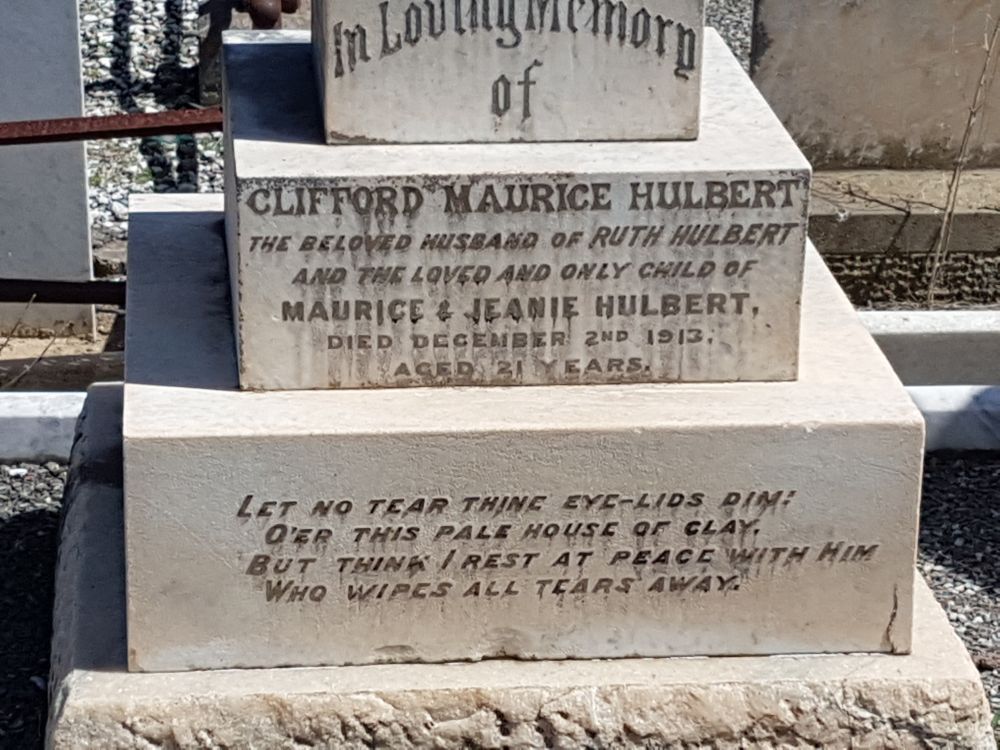 In Loving Memory
of
CLIFFORD MAURICE HULBERT
THE BELOVED HUSBAND OF RUTH HULBERT
AND THE LOVED AND ONLY CHILD OF
MAURICE & JEANIE HULBERT,
DIED DECEMBER 2ND 1913,
AGED 21 YEARS.
LET NO TEAR THINE EYE-LIDS DIM:
O'ER THIS PALE HOUSE OF CLAY,
BUT THINK I REST AT PEACE WITH HIM
WHO WIPES ALL TEARS AWAY.